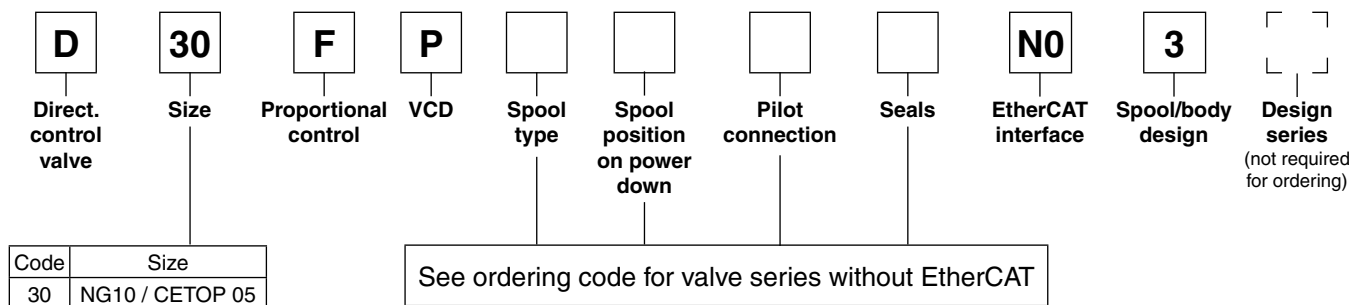 D 30 F P N0 3
Direct. control valve
Size
Proportional control
VCD
Spool type
Spool position on power down
Pilot connection
Seals
EtherCAT interface
Spool/body design
Design series
(not required for ordering)
Code Size
30 NG10 / CETOP 05
See ordering code for valve series without EtherCAT